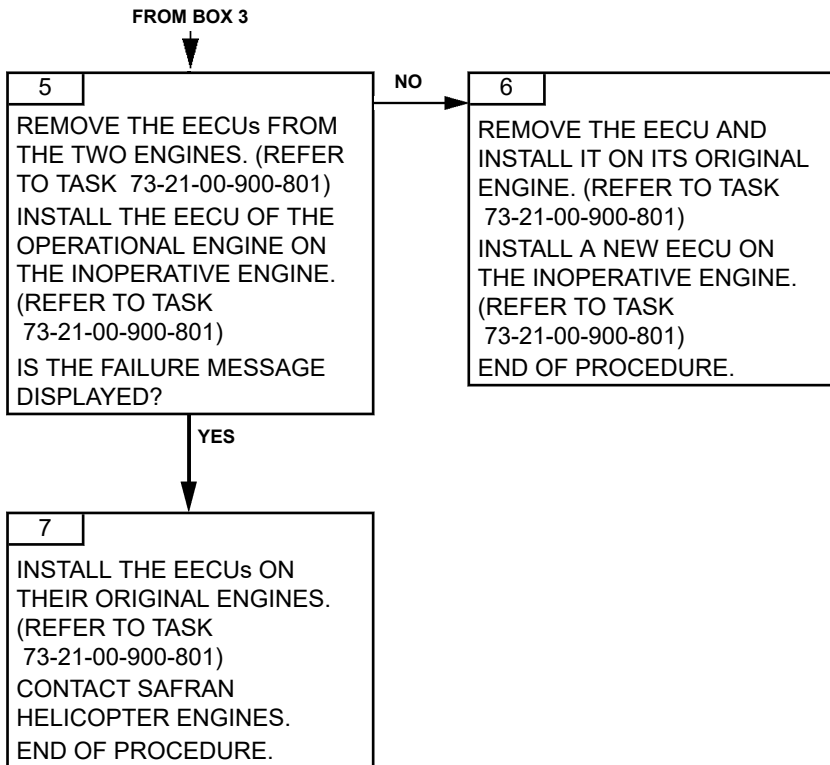 FROM BOX 3
5
REMOVE THE EECUs FROM
THE TWO ENGINES. (REFER
TO TASK 73-21-00-900-801)
INSTALL THE EECU OF THE
OPERATIONAL ENGINE ON
THE INOPERATIVE ENGINE.
(REFER TO TASK
73-21-00-900-801)
IS THE FAILURE MESSAGE
DISPLAYED?
NO
6
REMOVE THE EECU AND
INSTALL IT ON ITS ORIGINAL
ENGINE. (REFER TO TASK
73-21-00-900-801)
INSTALL A NEW EECU ON
THE INOPERATIVE ENGINE.
(REFER TO TASK
73-21-00-900-801)
END OF PROCEDURE.
YES
7
INSTALL THE EECUs ON
THEIR ORIGINAL ENGINES.
(REFER TO TASK
73-21-00-900-801)
CONTACT SAFRAN
HELICOPTER ENGINES.
END OF PROCEDURE.